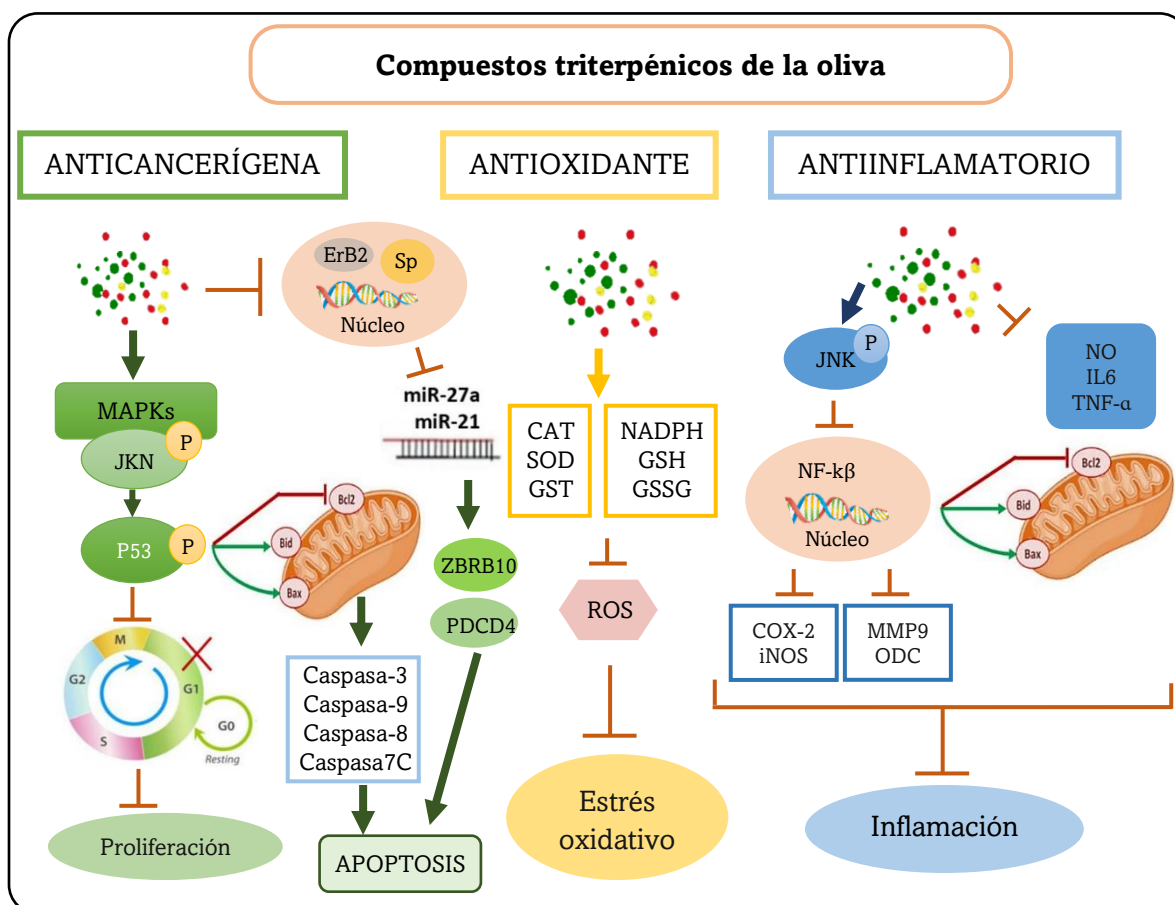 Compuestos triterpénicos de la oliva
ANTICANCERÍGENA
ErB2
Sp
Núcleo
MAPKs
JKN
P
P53
P
miR-27a
miR-21
Bcl2
Bid
Bax
ZBRB10
PDCD4
M
G2
G1
S
G0
Resting
Caspasa-3
Caspasa-9
Caspasa-8
Caspasa7C
Proliferación
APOPTOSIS
ANTIOXIDANTE
CAT
SOD
GST
NADPH
GSH
GSSG
ROS
Estrés
oxidativo
ANTIINFLAMATORIO
JNK
P
NO
IL6
TNF-α
NF-kβ
Núcleo
Bcl2
Bid
Bax
COX-2
iNOS
MMP9
ODC
Inflamación